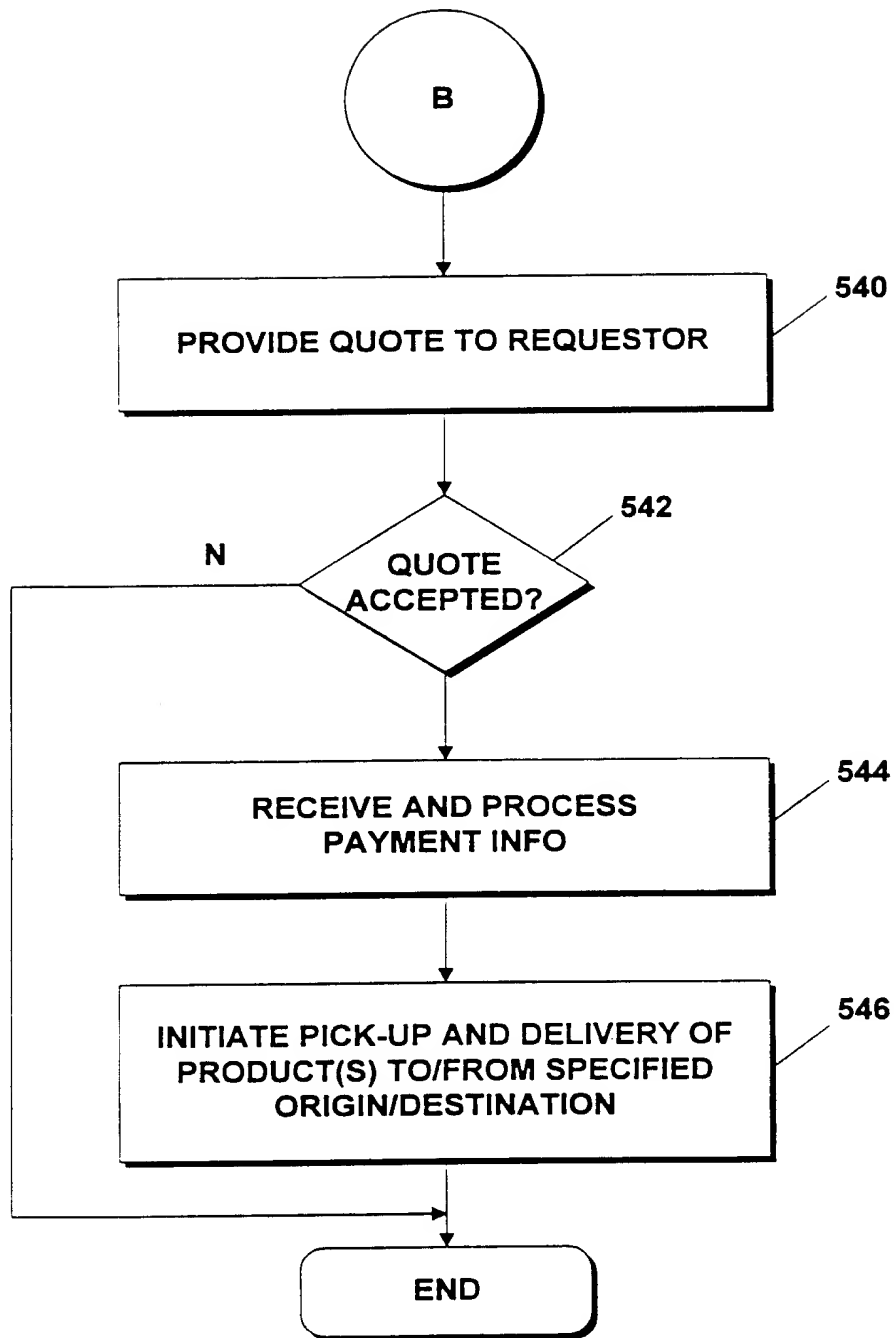 B
PROVIDE QUOTE TO REQUESTOR
540
542
N
QUOTE
ACCEPTED?
544
RECEIVE AND PROCESS
PAYMENT INFO
546
INITIATE PICK-UP AND DELIVERY OF
PRODUCT(S) TO/FROM SPECIFIED
ORIGIN/DESTINATION
END